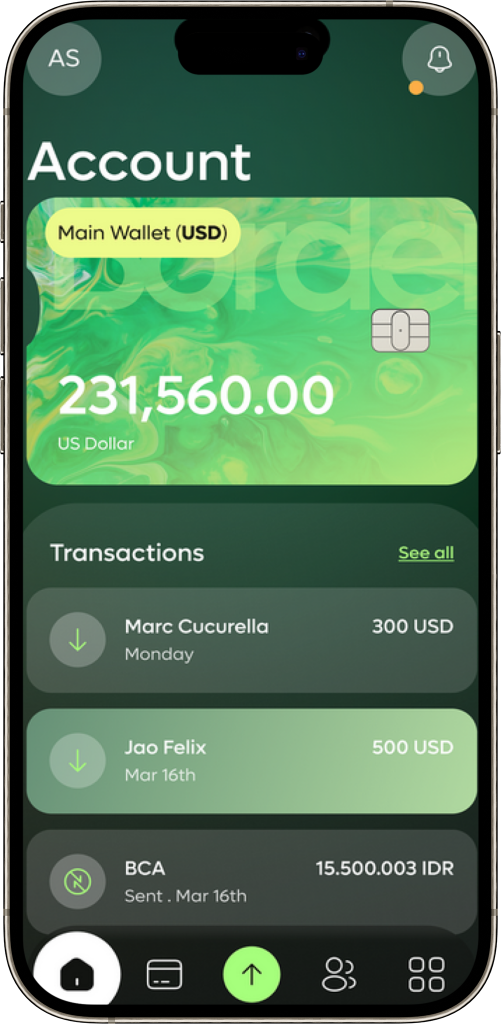 AS
Account
Border
Main Wallet (USD)
231,560.00
US Dollar
Transactions
See all
Marc Cucurella
300 USD
Monday
Jao Felix
500 USD
Mar 16th
BCA
15.500.003 IDR
Sent . Mar 16th